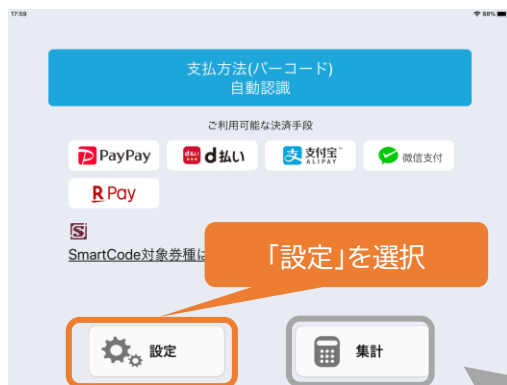 17:59 88%
支払方法(バーコード)
自動認識
ご利用可能な決済手段
PayPay d払い d払い 支付宝 ALIPAY 微信支付
R Pay
SmartCode対象券種は
「設定」を選択
設定 集計